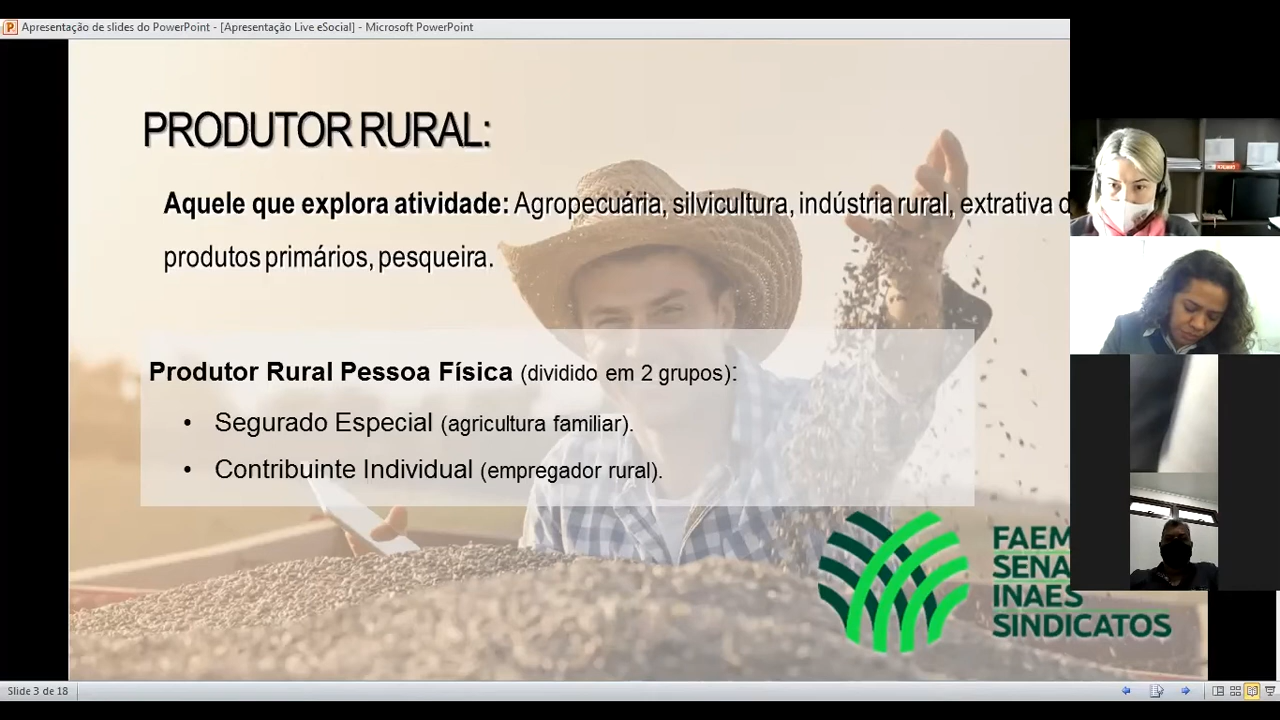 Apresentação de slides do PowerPoint - [Apresentação Live eSocial] - Microsoft PowerPoint
PRODUTOR RURAL:
Aquele que explora atividade: Agropecuária, silvicultura, indústria rural, extrativa d
produtos primários, pesqueira.
Produtor Rural Pessoa Física (dividido em 2 grupos):
• Segurado Especial (agricultura familiar).
• Contribuinte Individual (empregador rural).
FAEM
SENA
INAES
SINDICATOS
Slide 3 de 18